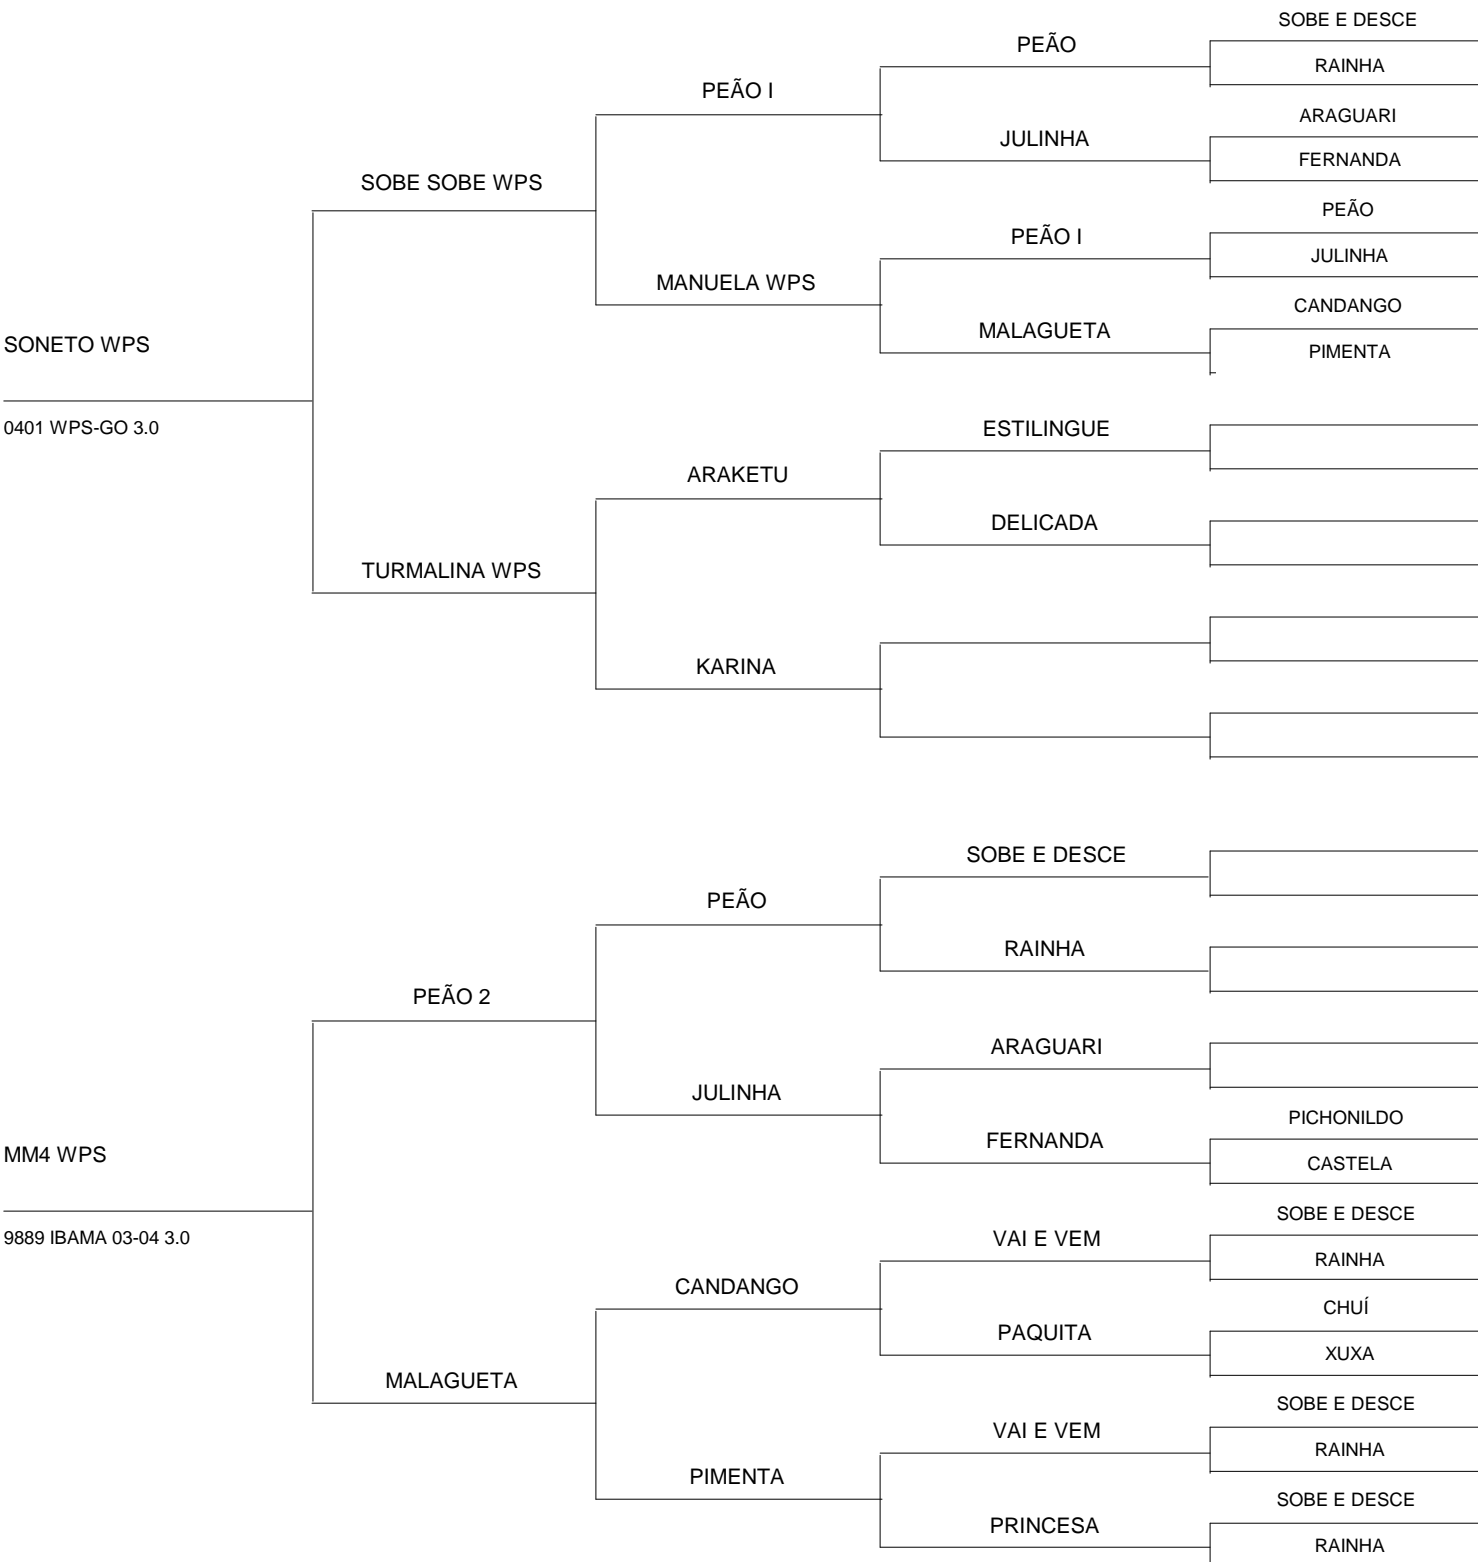 SOBE E DESCE
PEÃO
RAINHA
PEÃO I
ARAGUARI
JULINHA
FERNANDA
SOBE SOBE WPS
PEÃO
PEÃO I
JULINHA
MANUELA WPS
CANDANGO
MALAGUETA
SONETO WPS
PIMENTA
0401 WPS-GO 3.0
ESTILINGUE
ARAKETU
DELICADA
TURMALINA WPS
KARINA
SOBE E DESCE
PEÃO
RAINHA
PEÃO 2
ARAGUARI
JULINHA
PICHONILDO
FERNANDA
MM4 WPS
CASTELA
SOBE E DESCE
9889 IBAMA 03-04 3.0
VAI E VEM
RAINHA
CANDANGO
CHUÍ
PAQUITA
XUXA
MALAGUETA
SOBE E DESCE
VAI E VEM
RAINHA
PIMENTA
SOBE E DESCE
PRINCESA
RAINHA